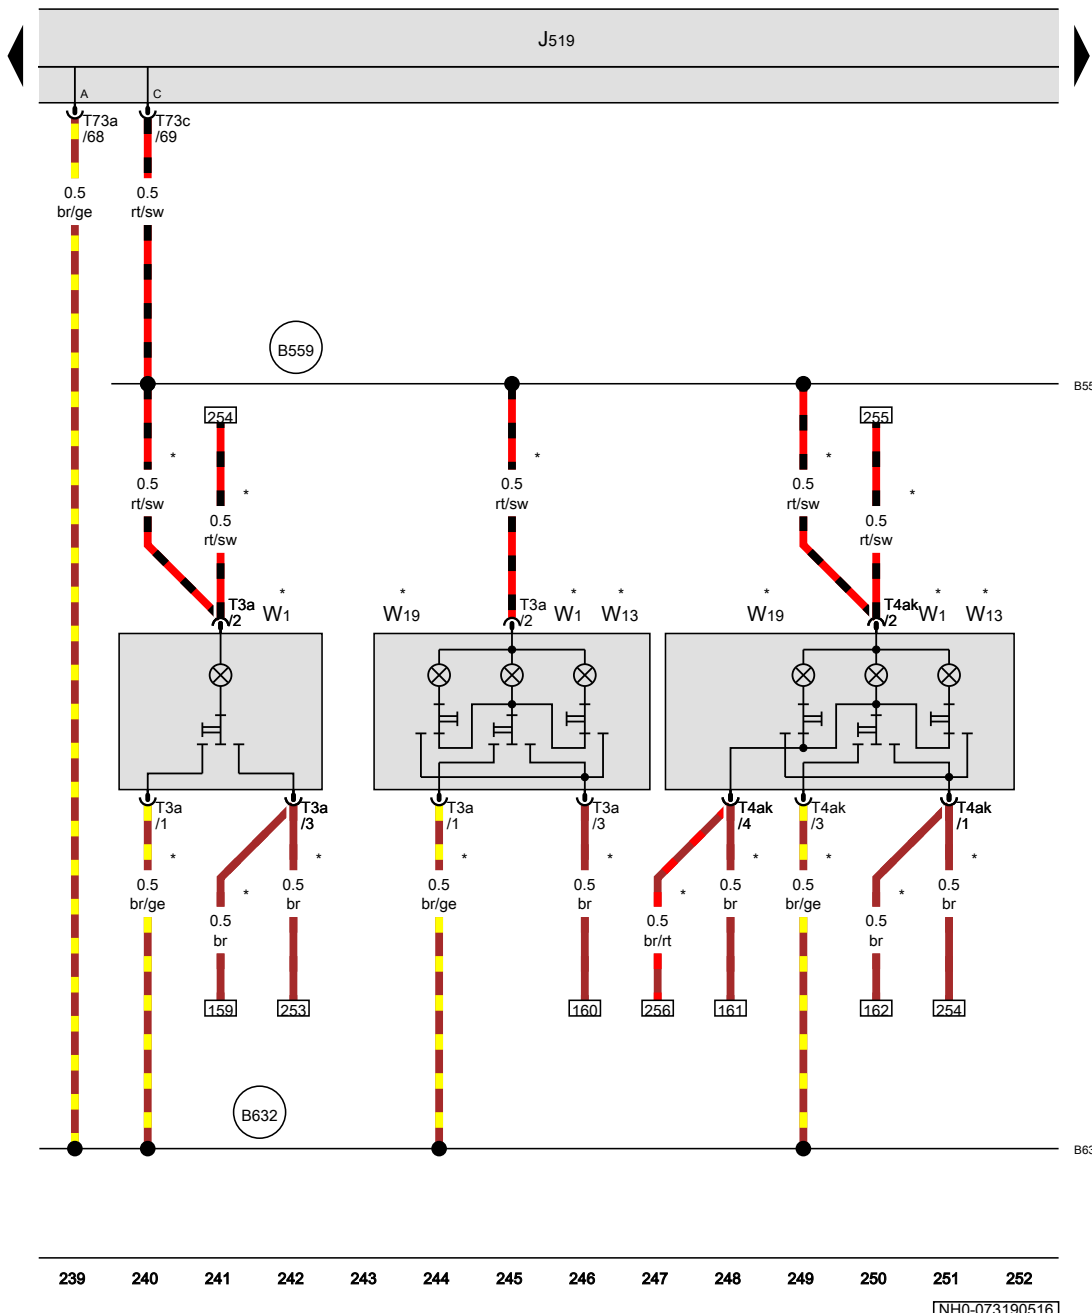 J519
A
C
T73a
/68
T73c
/69
0.5
br/ge
0.5
rt/sw
B559
B55
254
255
*
*
*
*
*
0.5
rt/sw
0.5
rt/sw
0.5
rt/sw
0.5
rt/sw
0.5
rt/sw
*
*
*
*
*
*
*
T3a
/2
W1
W19
T3a
/2
W1
W13
W19
T4ak
/2
W1
W13
T3a
/1
T3a
/3
T3a
/1
T3a
/3
T4ak
/4
T4ak
/3
T4ak
/1
*
*
*
*
*
*
*
0.5
br/ge
0.5
br
0.5
br/ge
0.5
br
0.5
br
0.5
br/ge
0.5
br
*
*
*
0.5
br
0.5
br/rt
0.5
br
159
253
160
256
161
162
254
B632
B63
239 240 241 242 243 244 245 246 247 248 249 250 251 252
NH0-073190516